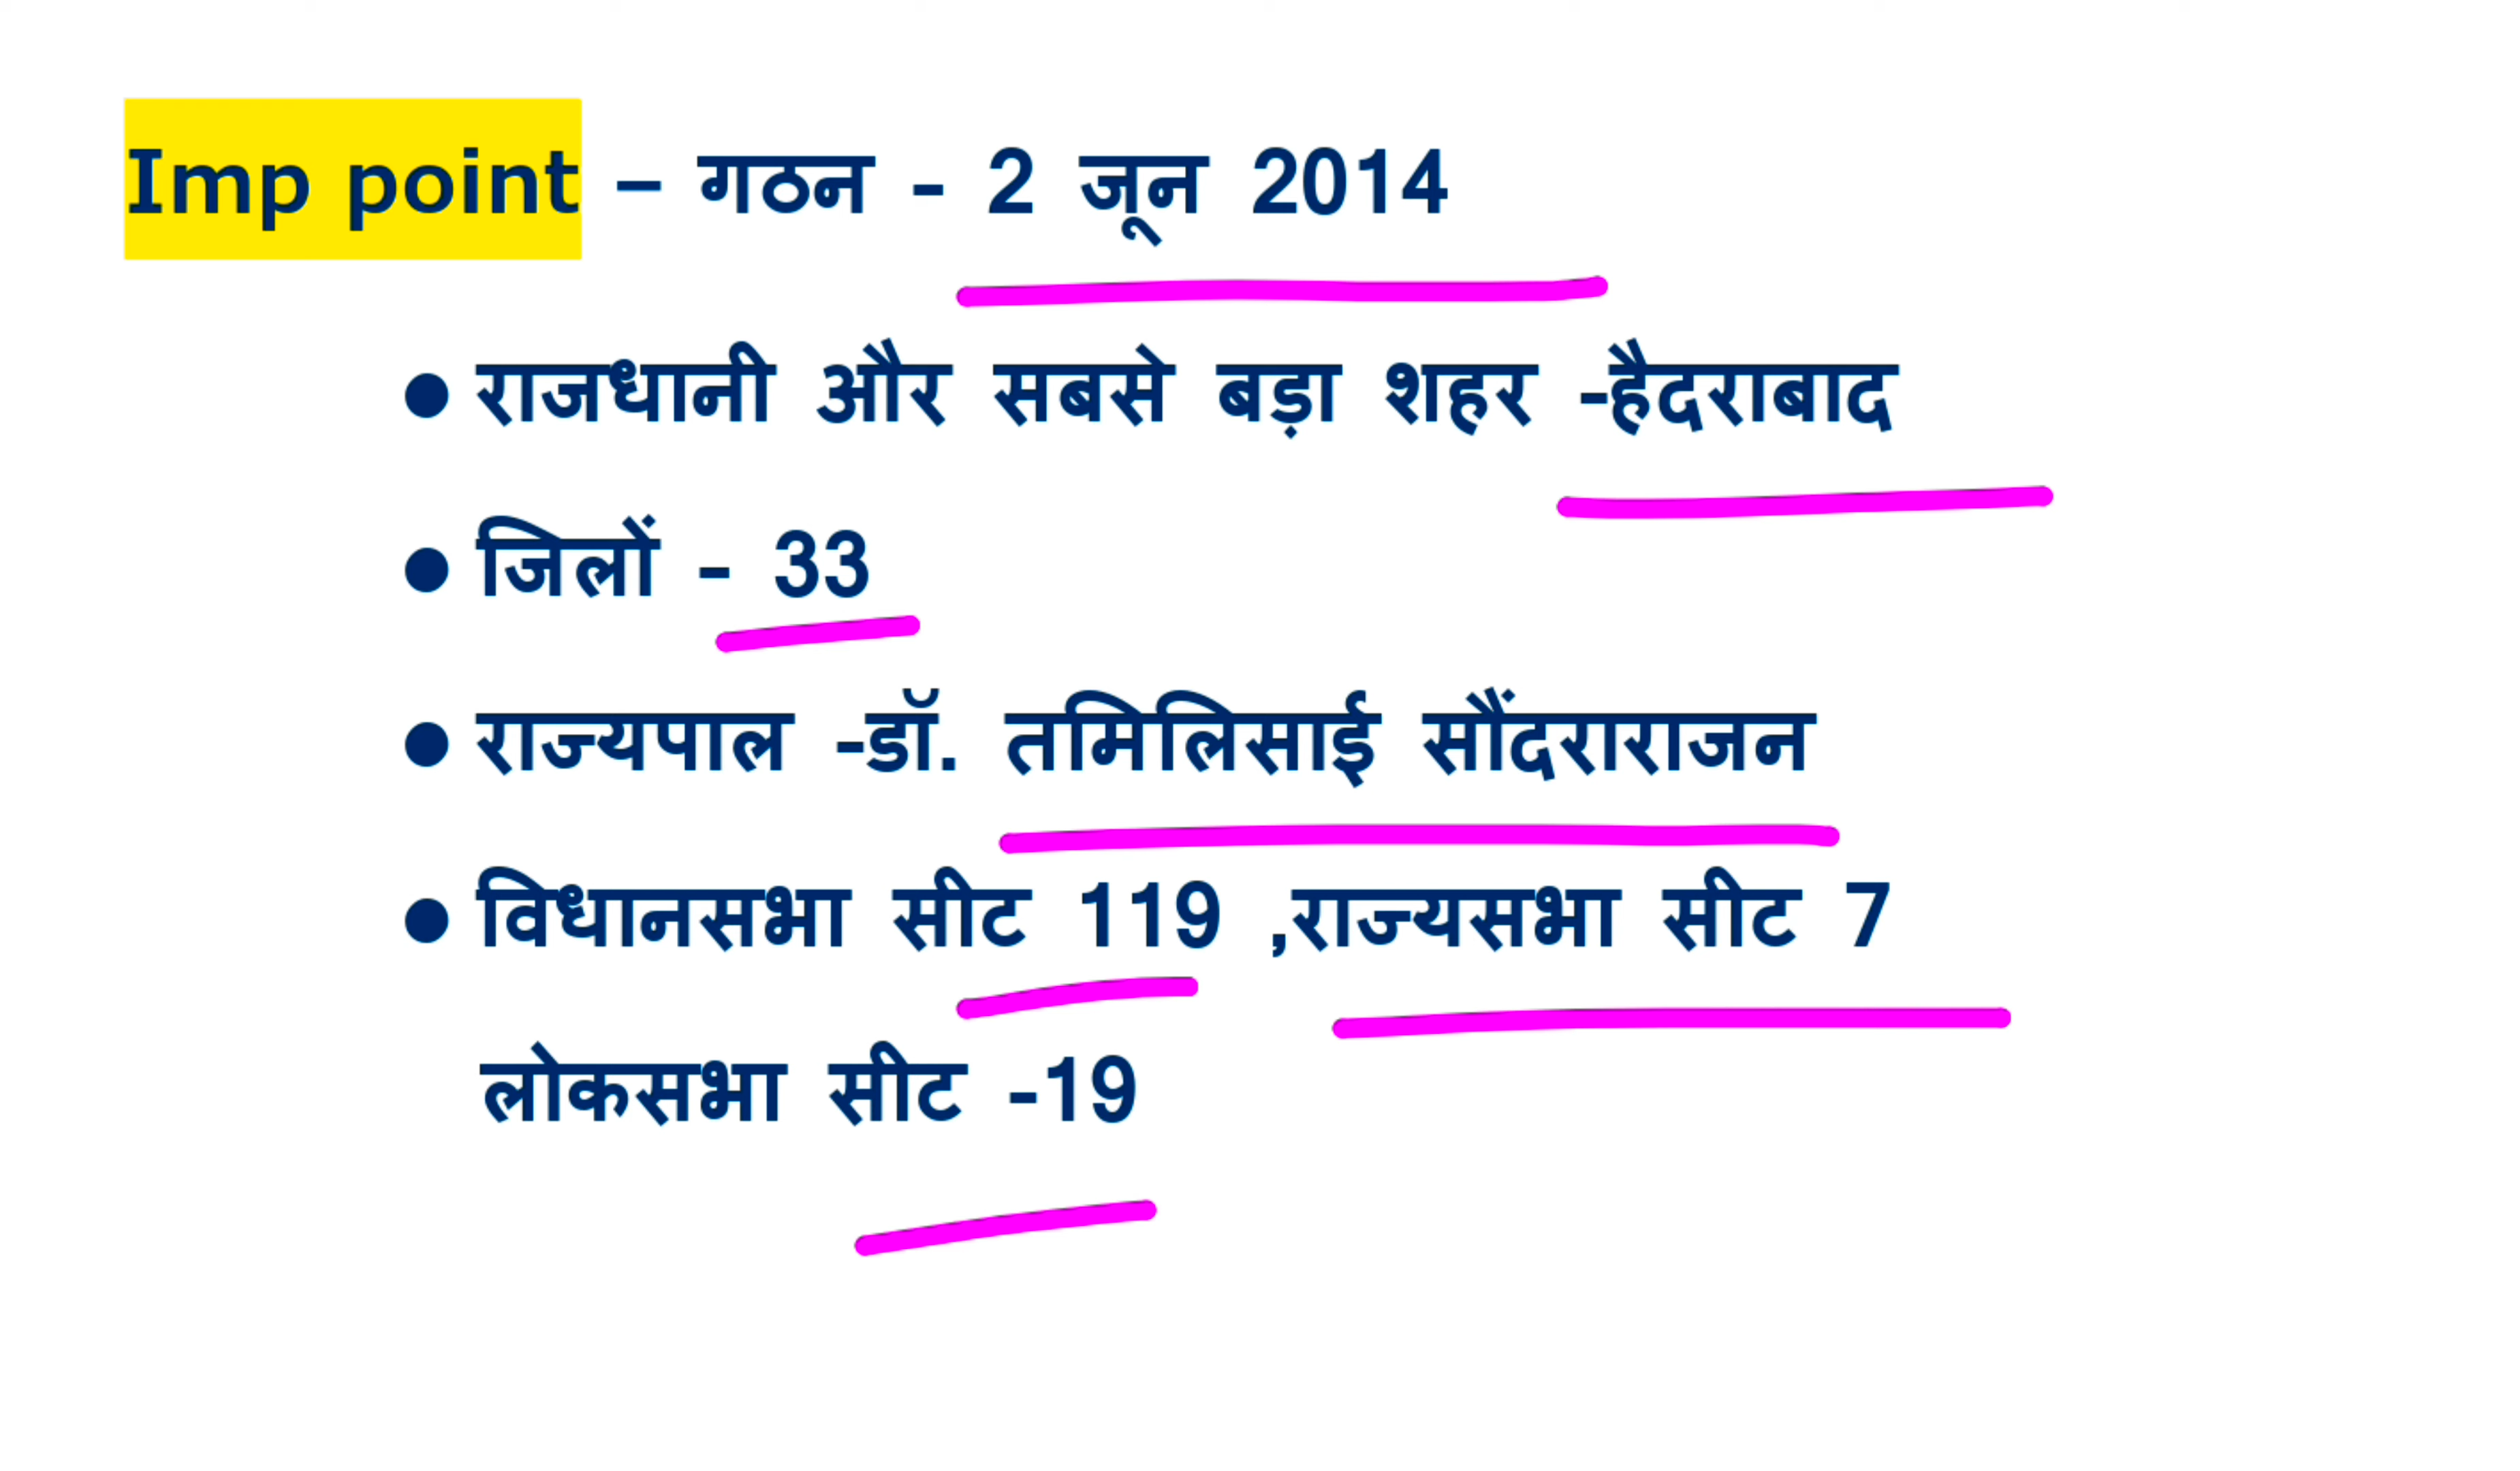 Imp point – गठन - 2 जून 2014
● राजधानी और सबसे बड़ा शहर -हैदराबाद
● जिलों - 33
● राज्यपाल -डॉ. तमिलिसाई सौंदराराजन
● विधानसभा सीट 119 ,राज्यसभा सीट 7
लोकसभा सीट -19